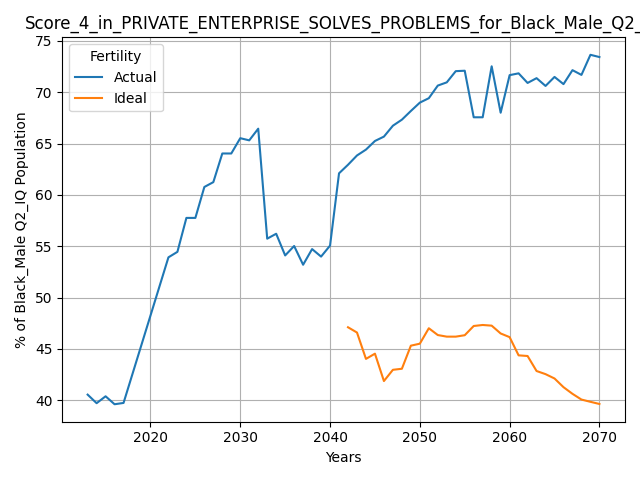 Score_4_in_PRIVATE_ENTERPRISE_SOLVES_PROBLEMS_for_Black_Male_Q2_
Fertility
Actual
Ideal
75
70
65
60
55
50
45
40
% of Black_Male Q2_IQ Population
2020 2030 2040 2050 2060 2070
Years